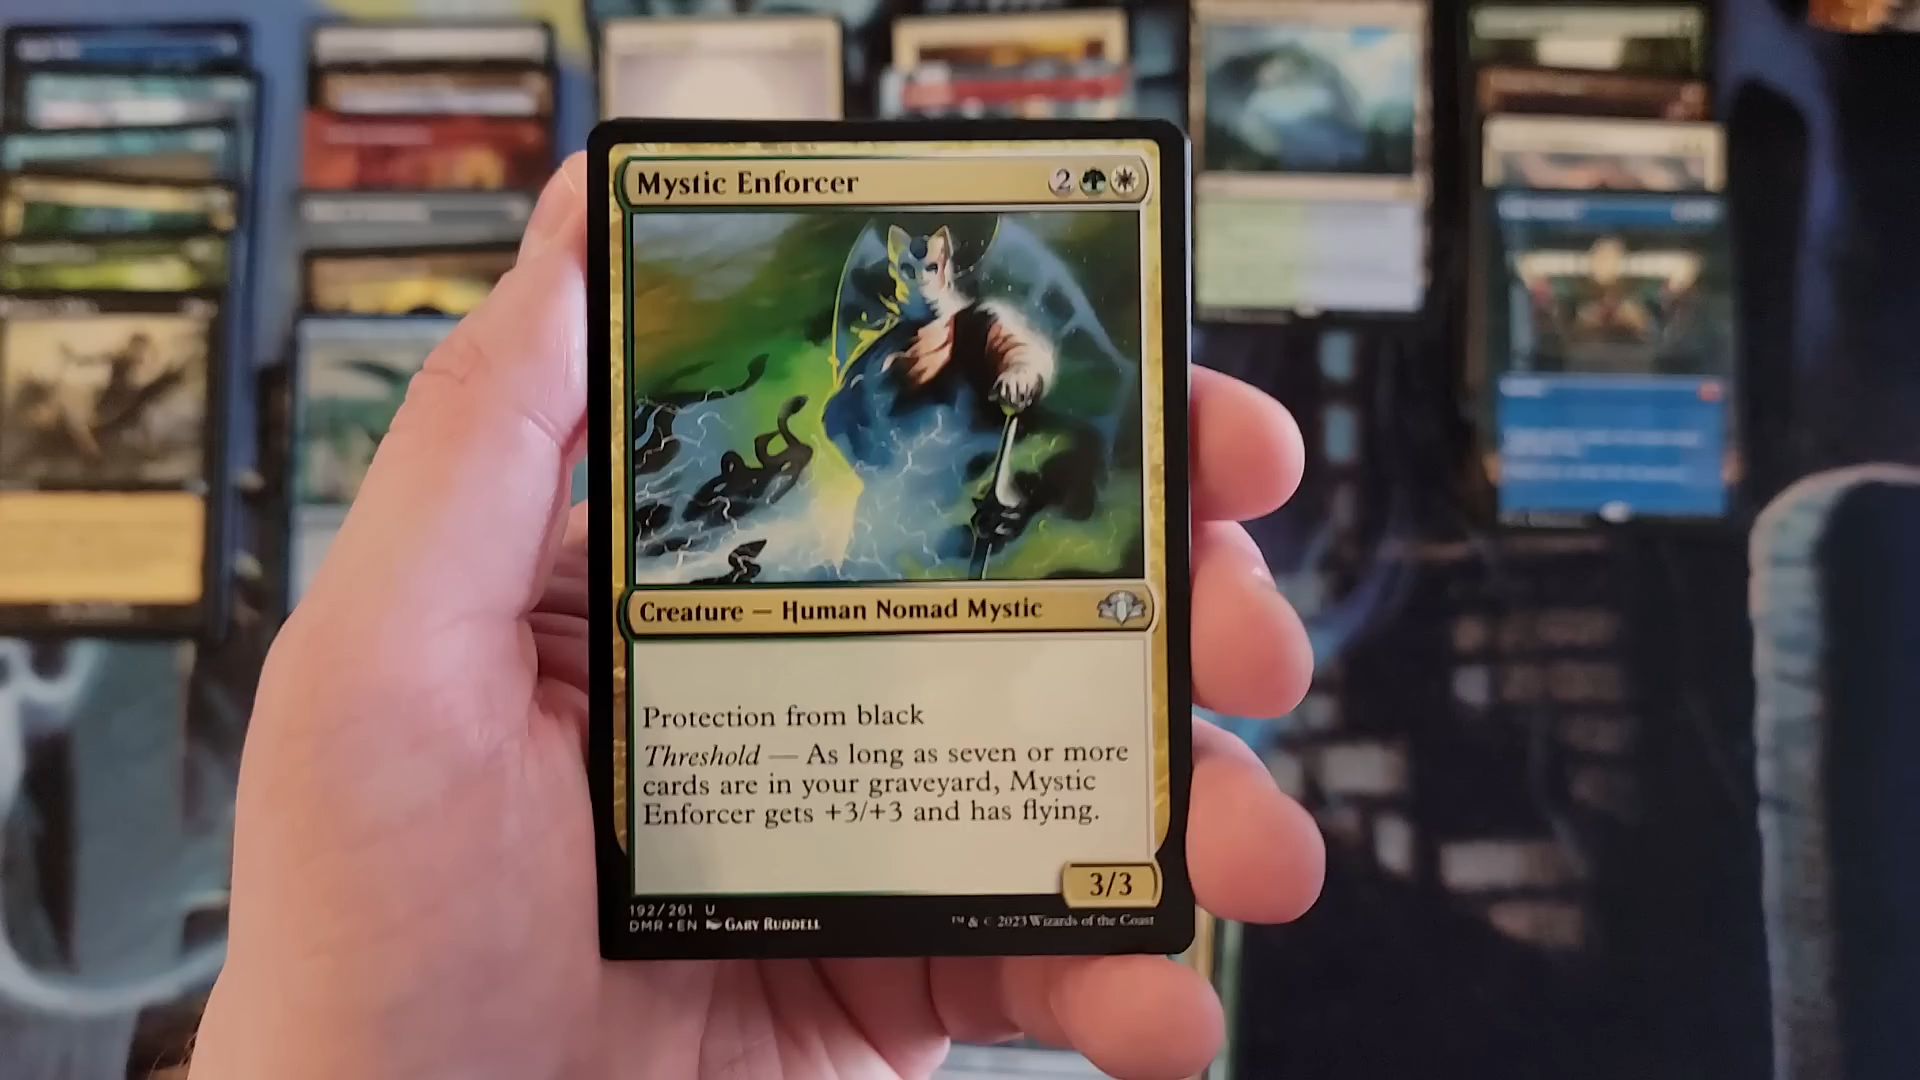 Mystic Enforcer 2
Creature — Human Nomad Mystic
Protection from black
Threshold — As long as seven or more
cards are in your graveyard, Mystic
Enforcer gets +3/+3 and has flying.
3/3
192/261 U
DMR • EN Gary Ruddell
™ & © 2023 Wizards of the Coast